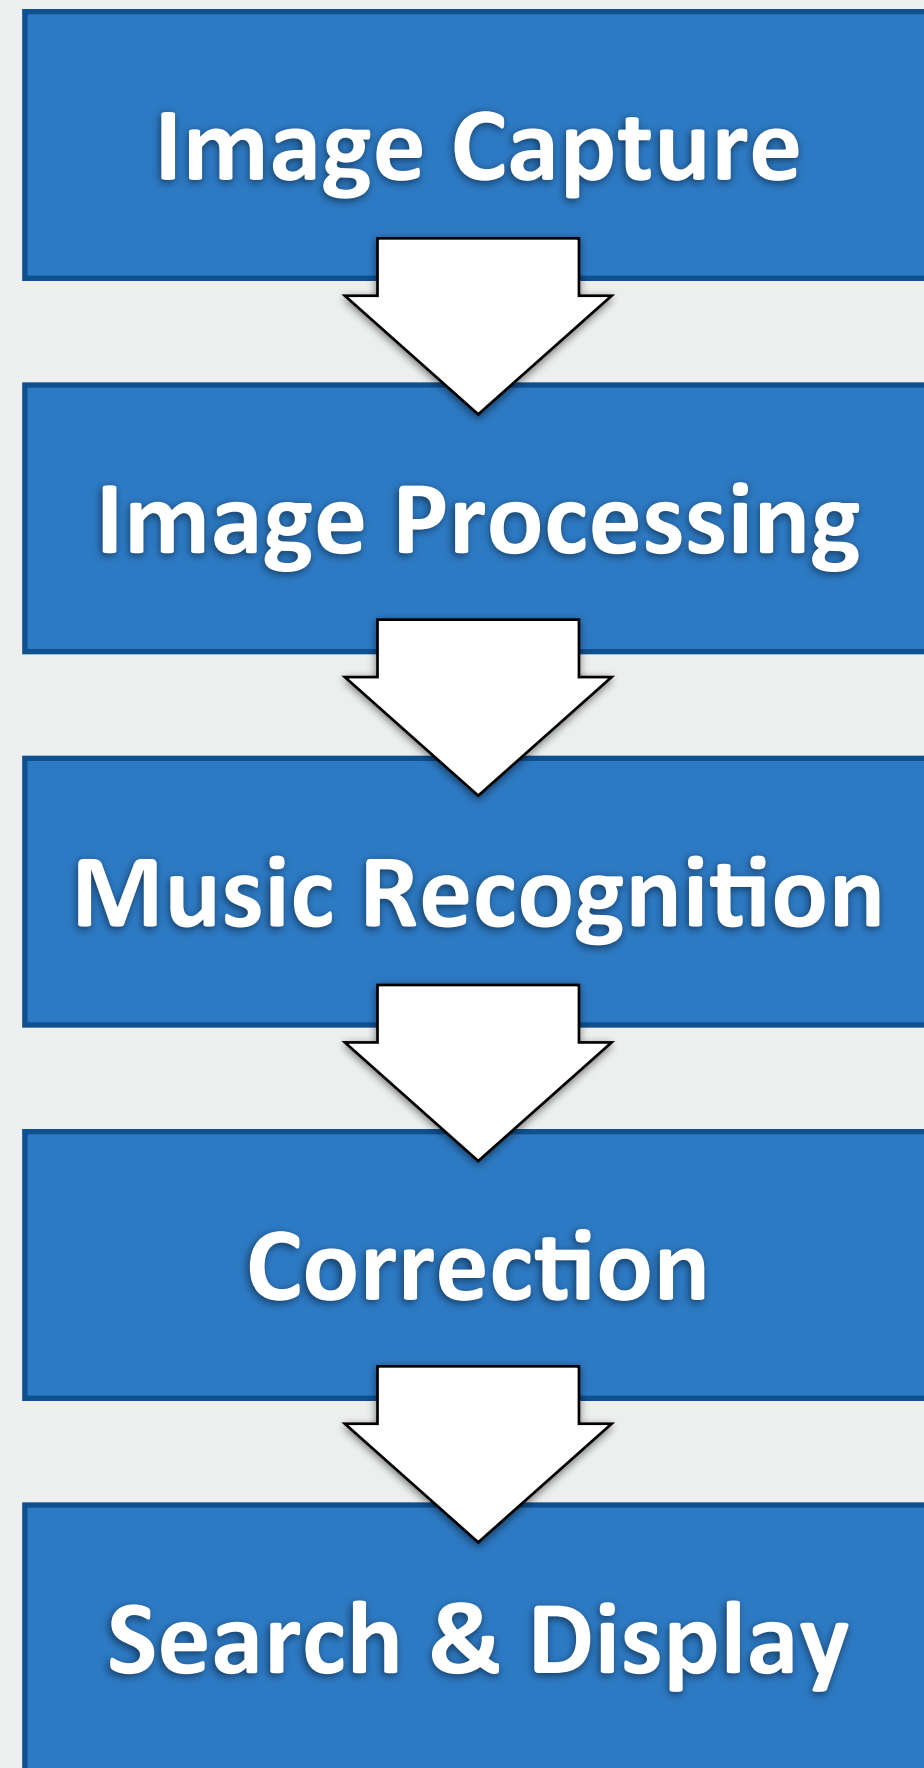 Image Capture
Image Processing
Music Recognition
Correction
Search & Display